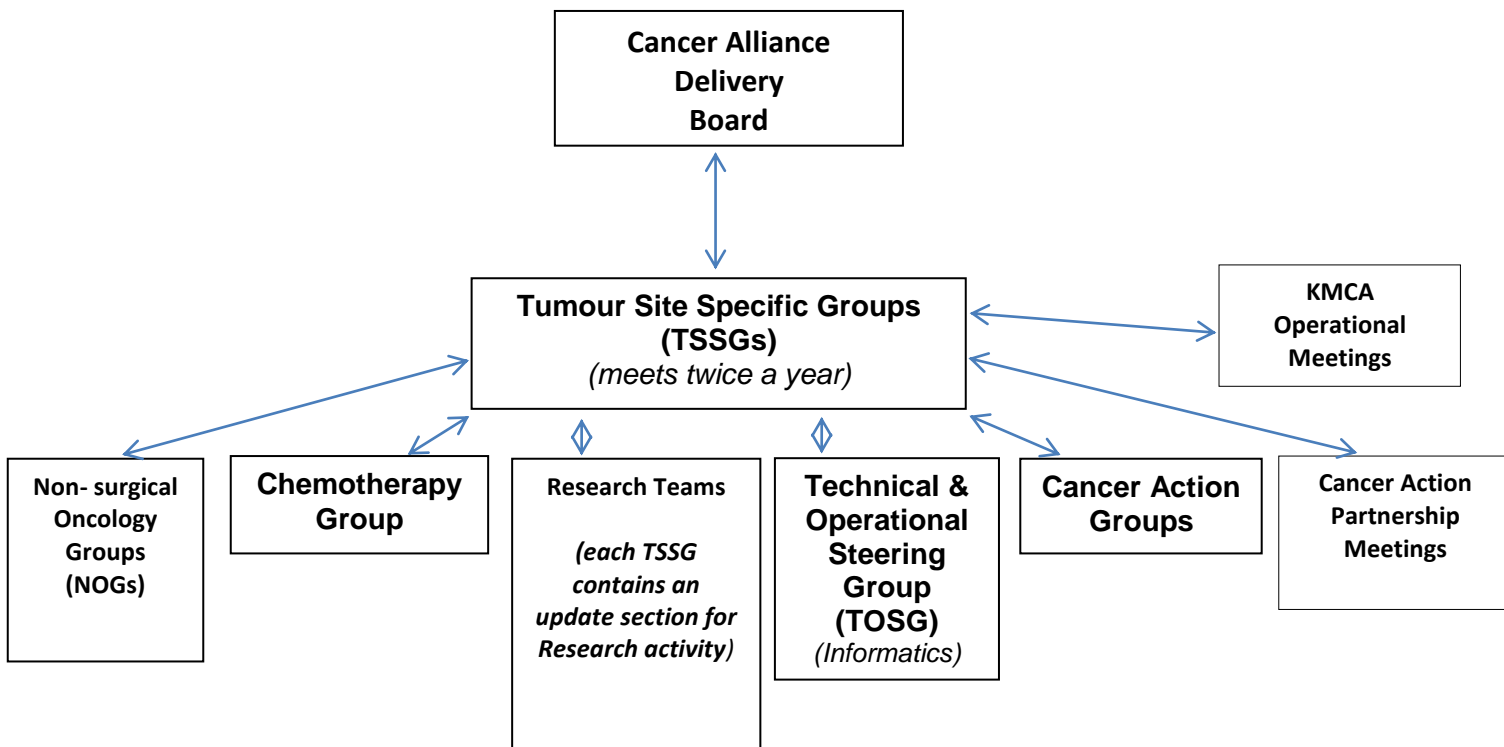 Cancer Alliance
Delivery
Board
Tumour Site Specific Groups
(TSSGs)
(meets twice a year)
KMCA
Operational
Meetings
Non- surgical
Oncology
Groups
(NOGs)
Chemotherapy
Group
Research Teams
(each TSSG
contains an
update section for
Research activity)
Technical &
Operational
Steering
Group
(TOSG)
(Informatics)
Cancer Action
Groups
Cancer Action
Partnership
Meetings